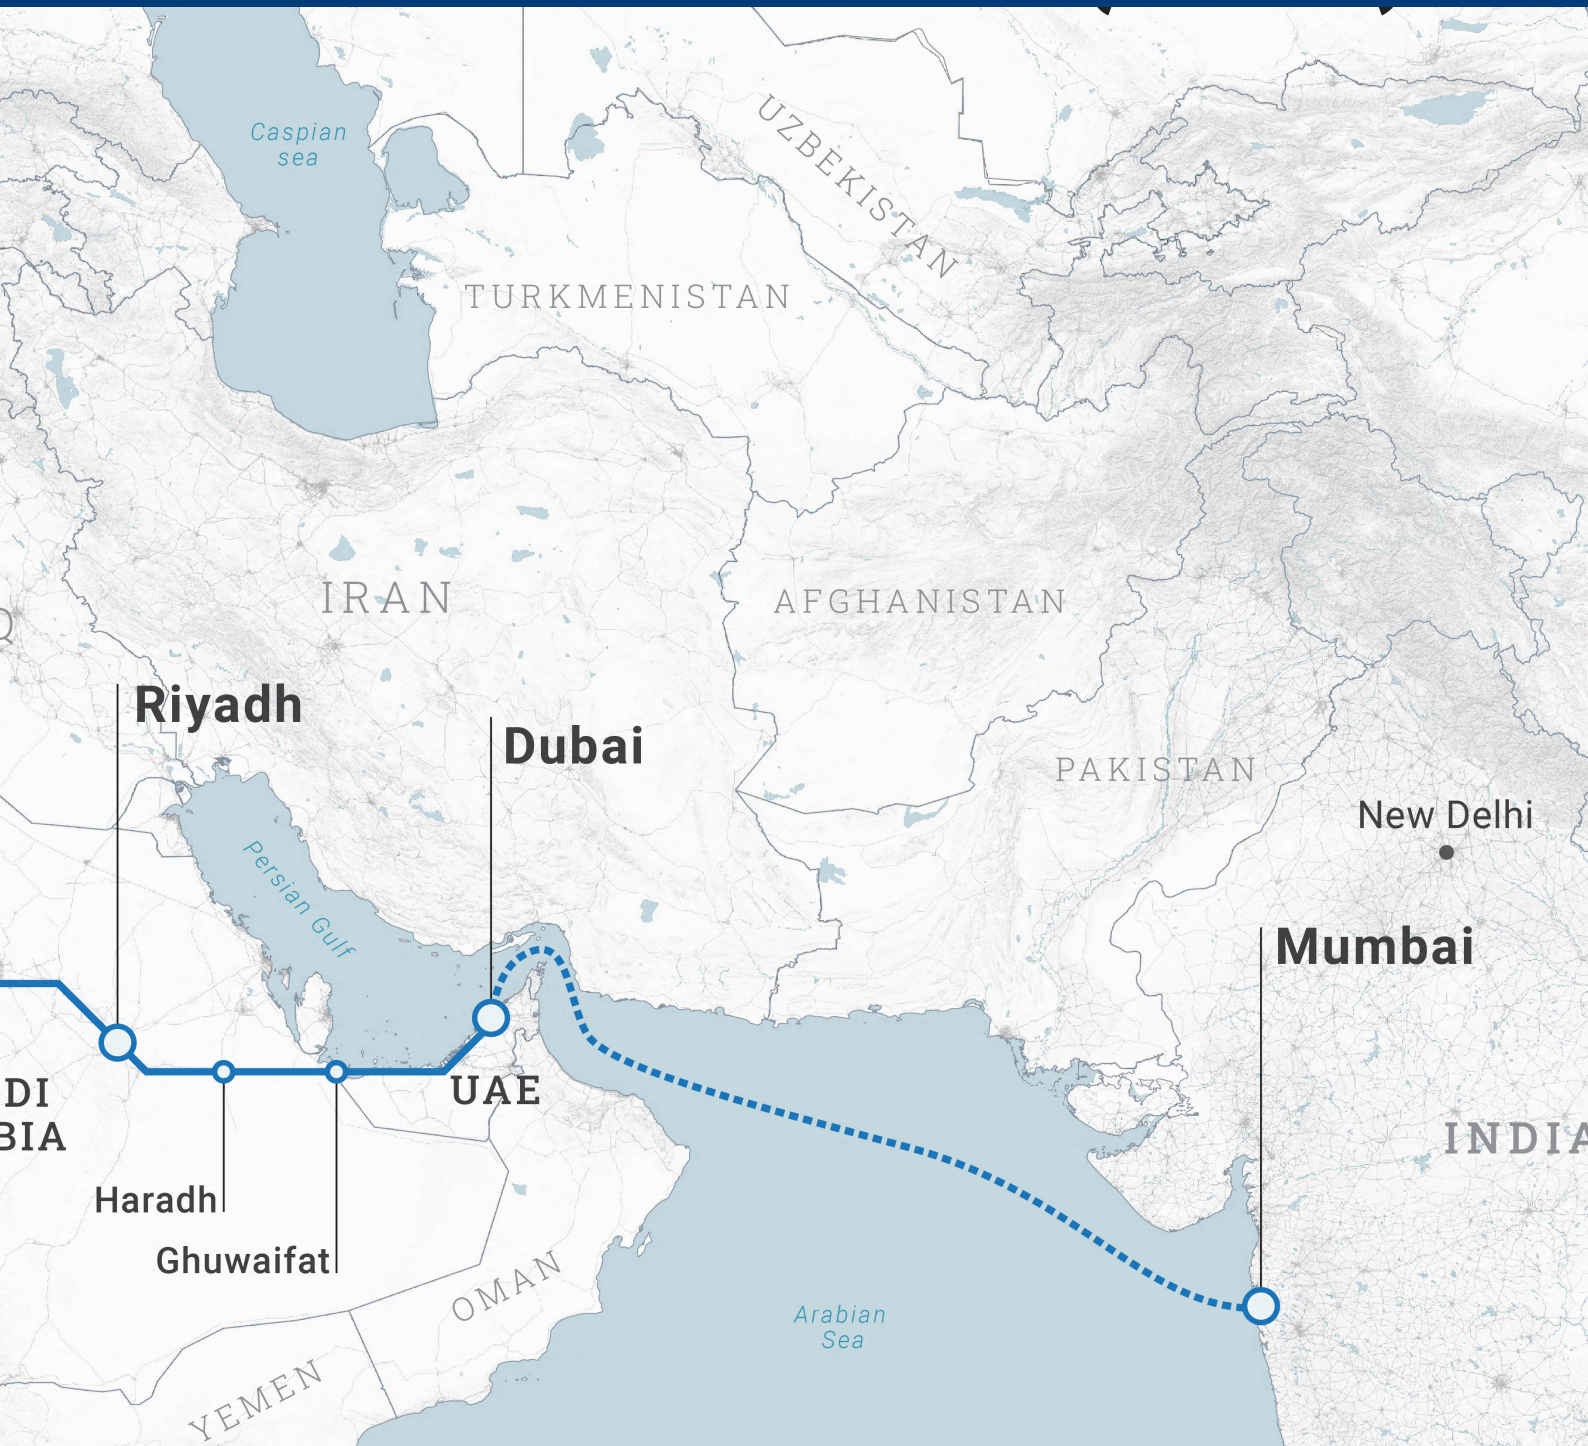 Caspian
sea
UZBEKISTAN
TURKMENISTAN
IRAN
AFGHANISTAN
Q
Riyadh
Dubai
PAKISTAN
New Delhi
Persian Gulf
Mumbai
DI
BIA
UAE
INDIA
Haradh
Ghuwaifat
OMAN
Arabian
Sea
YEMEN